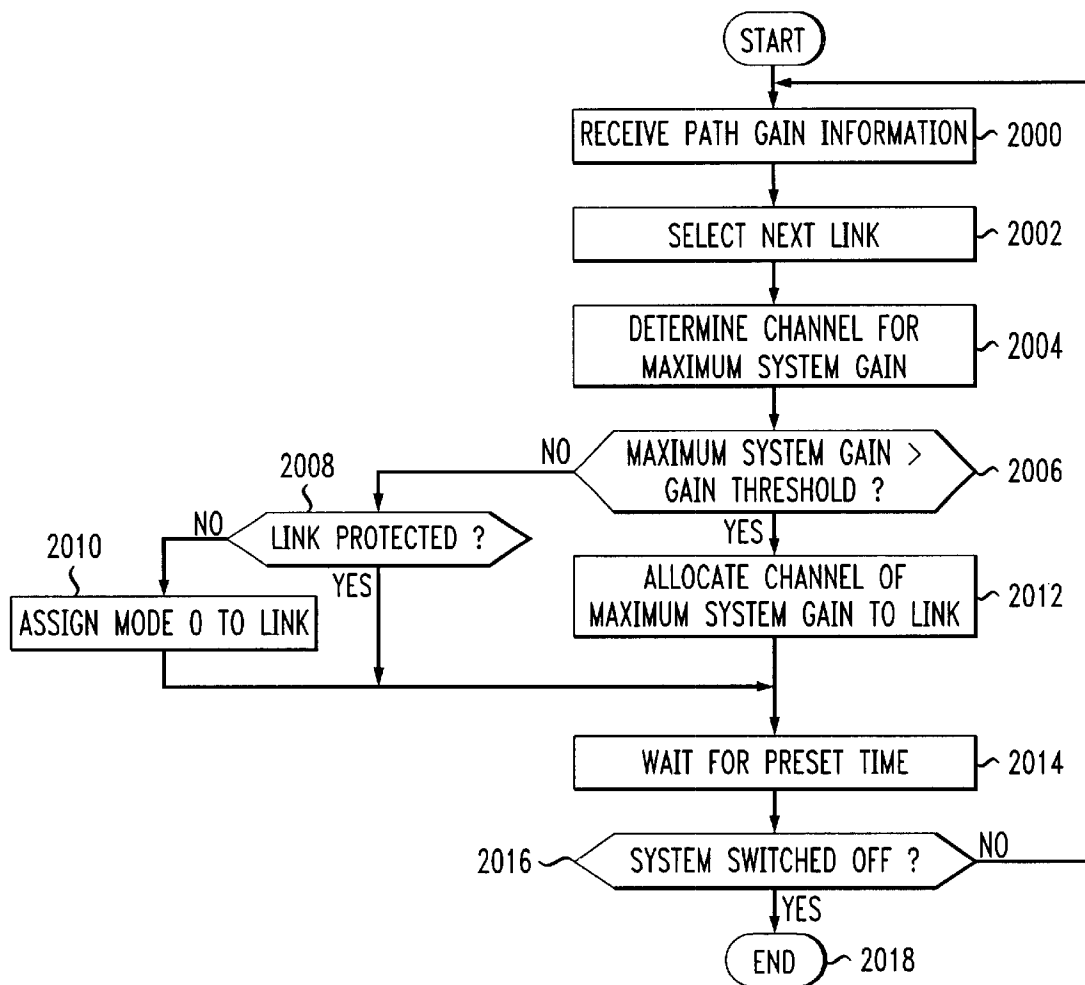 START
RECEIVE PATH GAIN INFORMATION 2000
SELECT NEXT LINK 2002
DETERMINE CHANNEL FOR
MAXIMUM SYSTEM GAIN 2004
MAXIMUM SYSTEM GAIN >
GAIN THRESHOLD ? 2006
NO
YES
2008
LINK PROTECTED ?
NO
YES
2010
ASSIGN MODE 0 TO LINK
ALLOCATE CHANNEL OF
MAXIMUM SYSTEM GAIN TO LINK 2012
WAIT FOR PRESET TIME 2014
2016 SYSTEM SWITCHED OFF ? NO
YES
END 2018